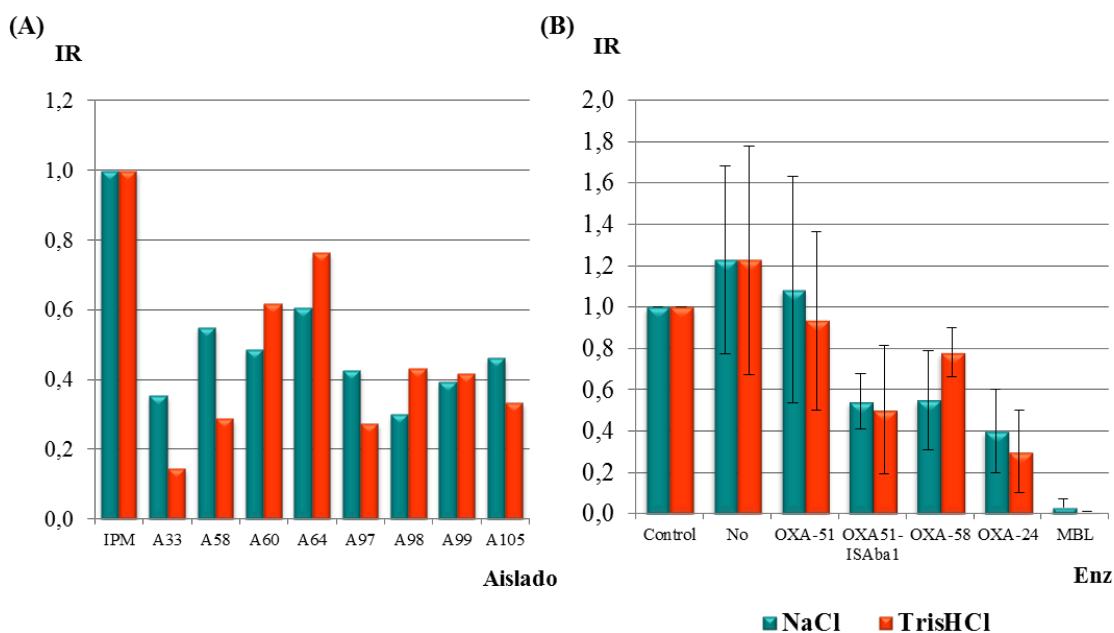 (A)
IR
1,2
1,0
0,8
0,6
0,4
0,2
0,0
IPM A33 A58 A60 A64 A97 A98 A99 A105
Aislado
(B)
IR
2,0
1,8
1,6
1,4
1,2
1,0
0,8
0,6
0,4
0,2
0,0
Control No OXA-51 OXA51- OXA-58 OXA-24 MBL
ISAba1
Enz
NaCl TrisHCl